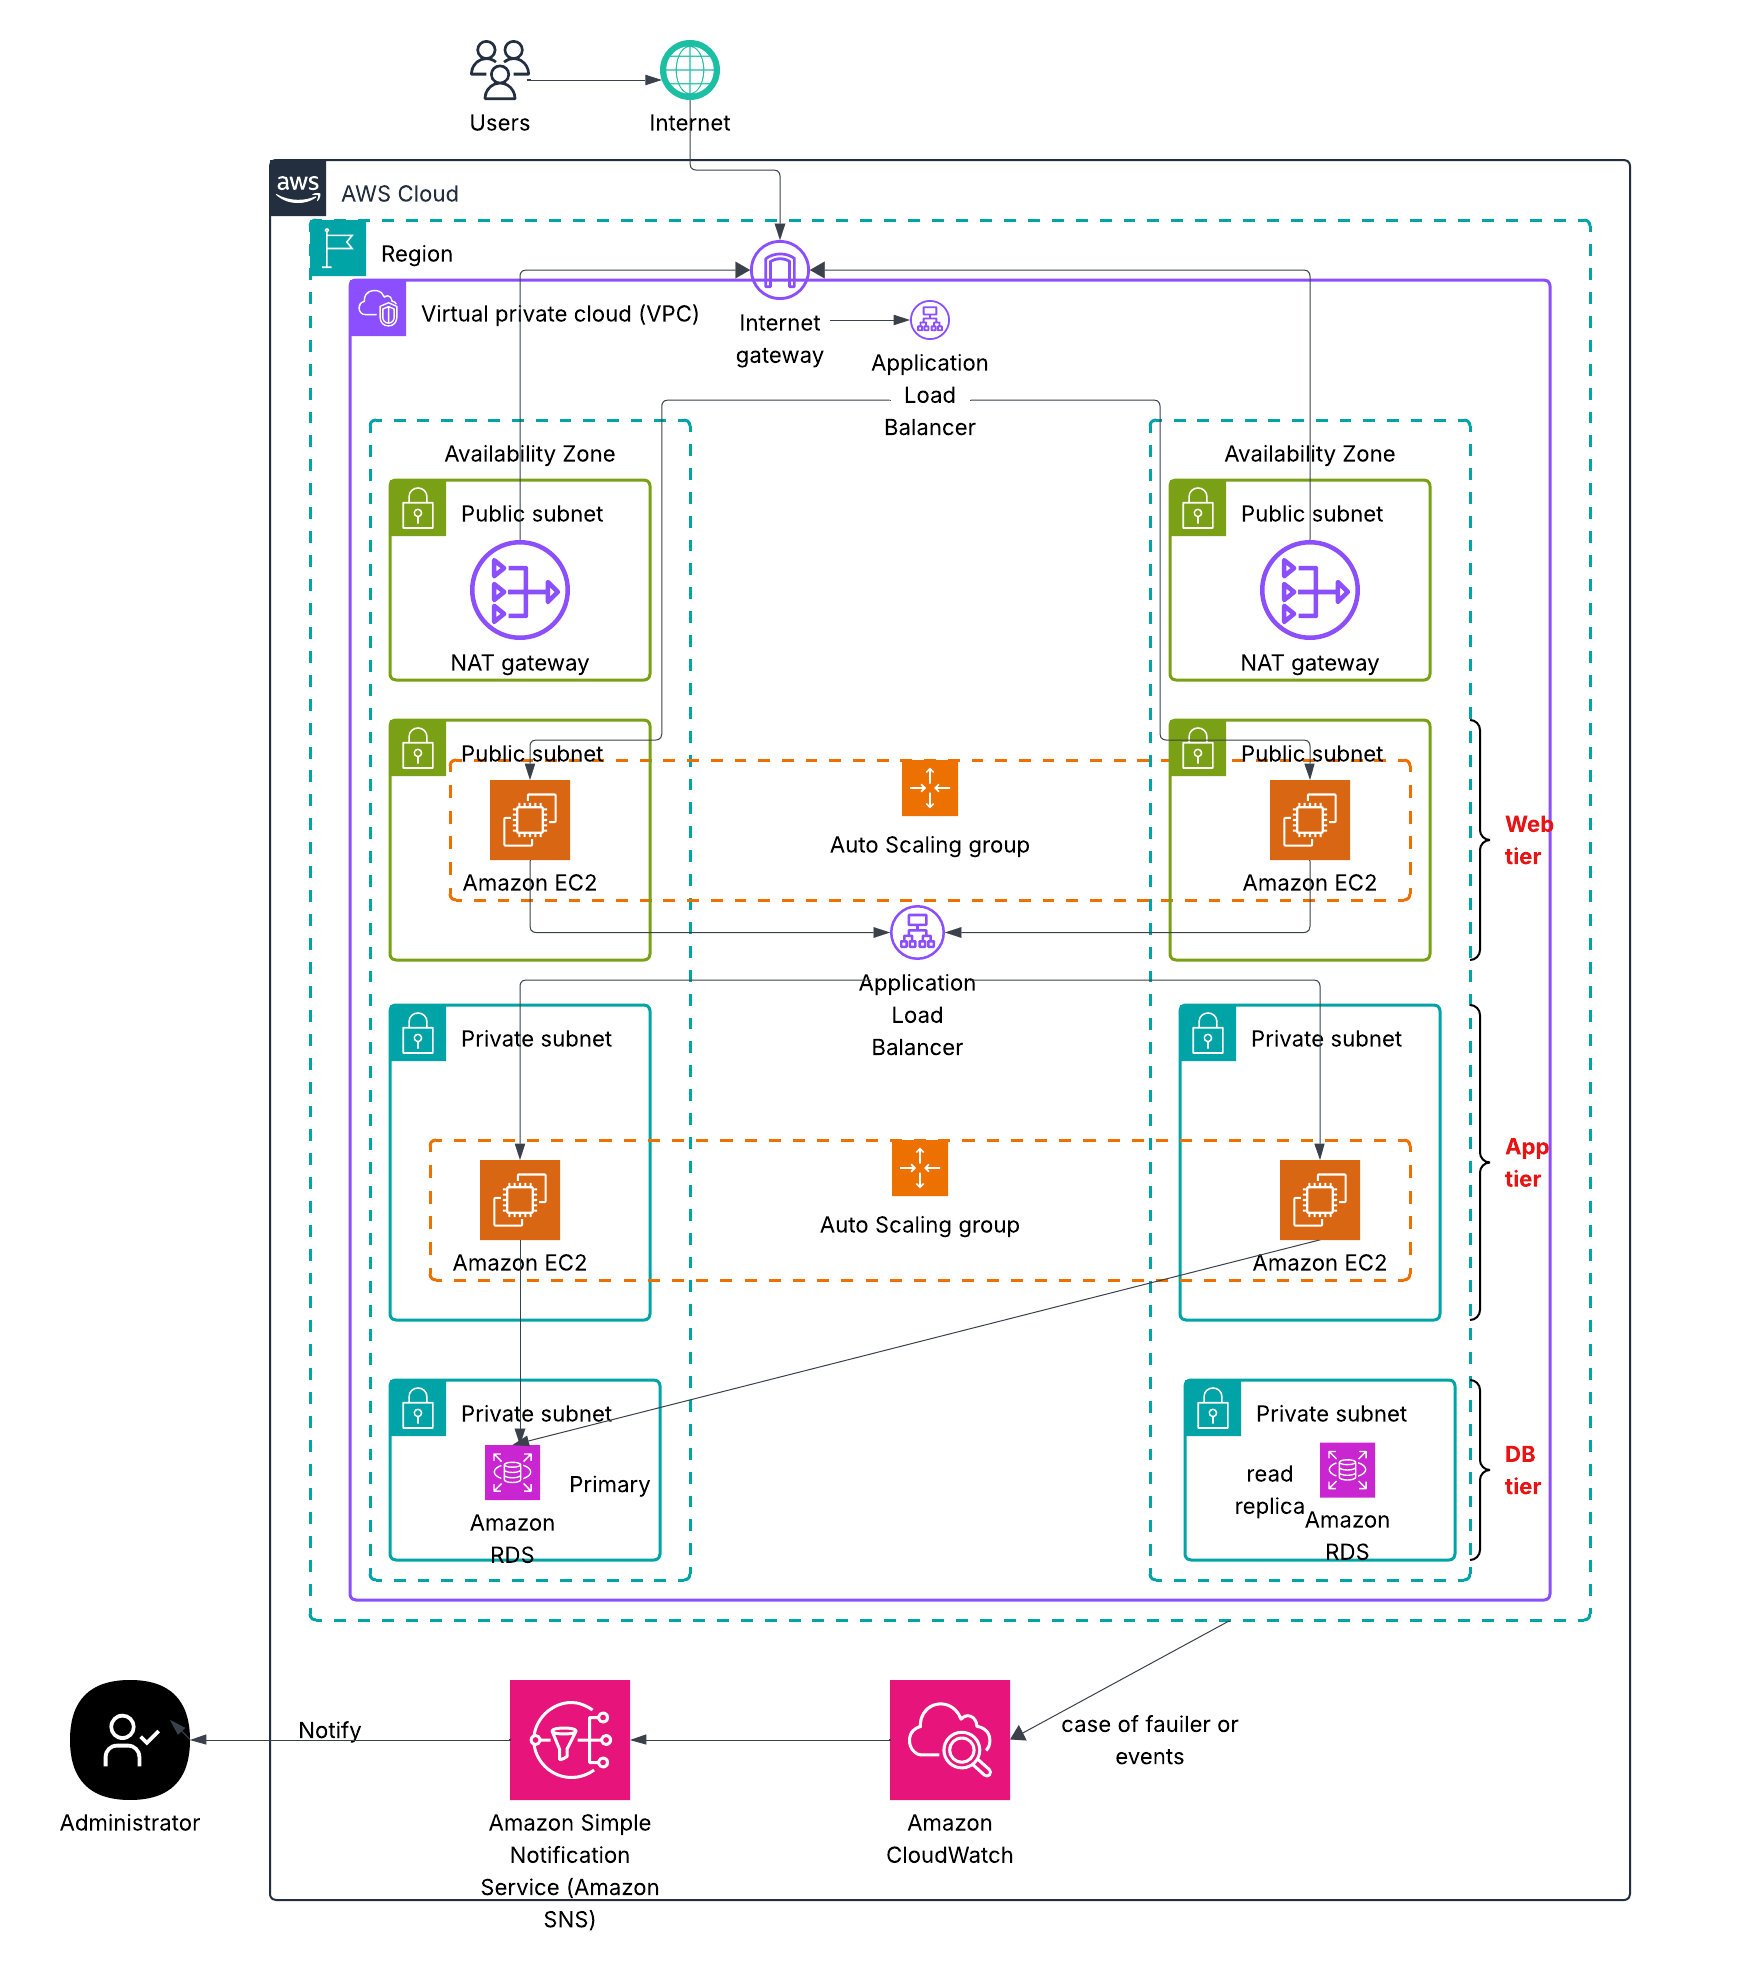 Users
Internet
aws
AWS Cloud
Region
Virtual private cloud (VPC)
Internet
gateway
Application
Load
Balancer
Availability Zone
Availability Zone
Public subnet
Public subnet
NAT gateway
NAT gateway
Public subnet
Public subnet
Auto Scaling group
Amazon EC2
Amazon EC2
Web
tier
Application
Load
Balancer
Private subnet
Private subnet
Auto Scaling group
Amazon EC2
Amazon EC2
App
tier
Private subnet
Private subnet
Primary
Amazon
RDS
read
replica
Amazon
RDS
DB
tier
Notify
case of fauiler or
events
Administrator
Amazon Simple
Notification
Service (Amazon
SNS)
Amazon
CloudWatch